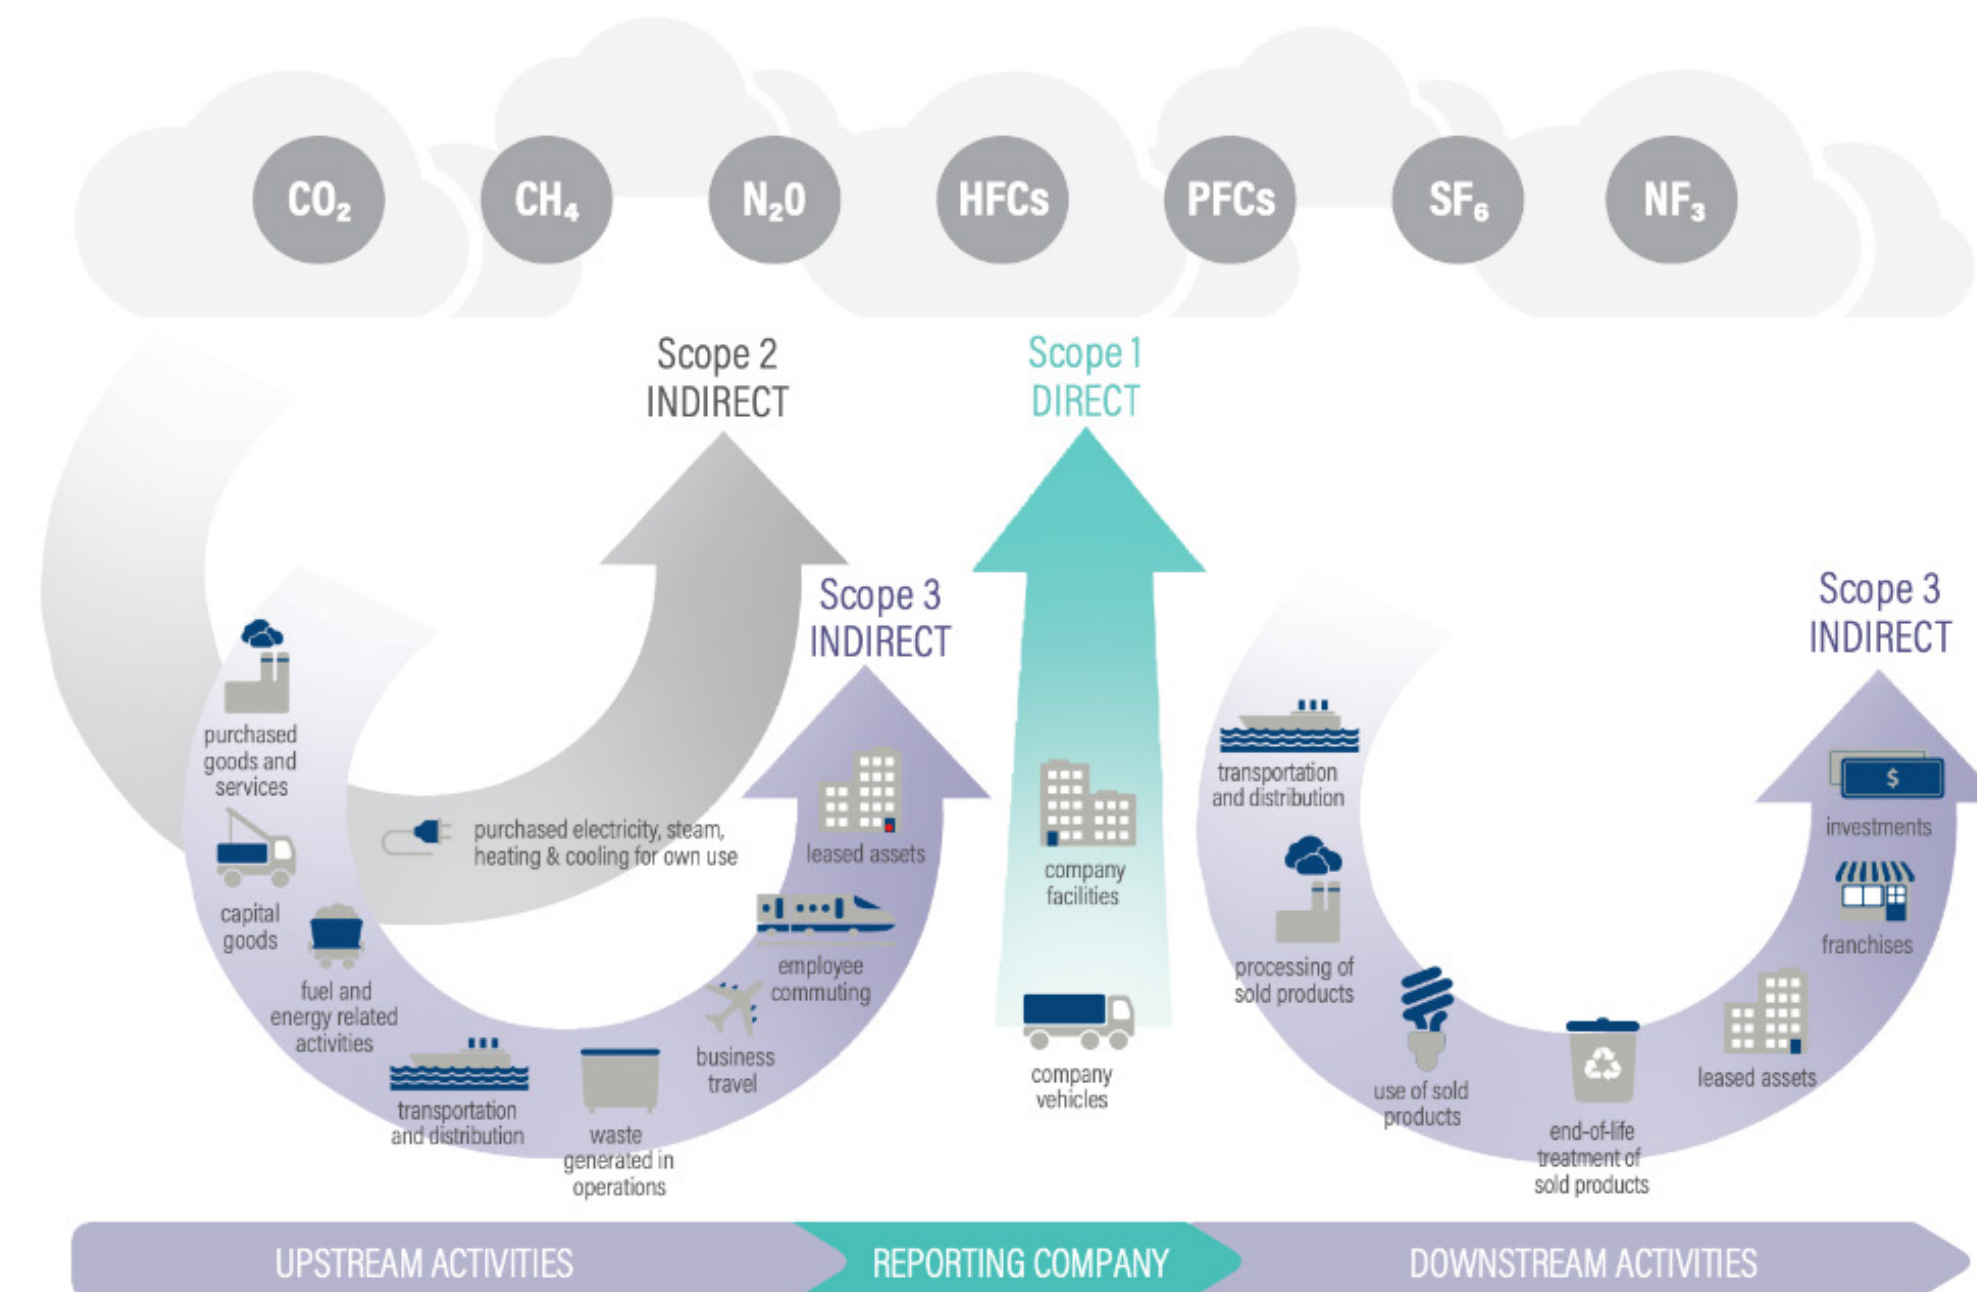 CO₂
CH₄
N₂O
HFCs
PFCs
SF₆
NF₃
Scope 2
INDIRECT
Scope 1
DIRECT
Scope 3
INDIRECT
Scope 3
INDIRECT
purchased
goods and
services
capital
goods
fuel and
energy related
activities
transportation
and distribution
waste
generated in
operations
business
travel
employee
commuting
leased assets
purchased electricity, steam,
heating & cooling for own use
company
facilities
company
vehicles
transportation
and distribution
processing of
sold products
use of sold
products
end-of-life
treatment of
sold products
leased assets
franchises
investments
$
UPSTREAM ACTIVITIES
REPORTING COMPANY
DOWNSTREAM ACTIVITIES